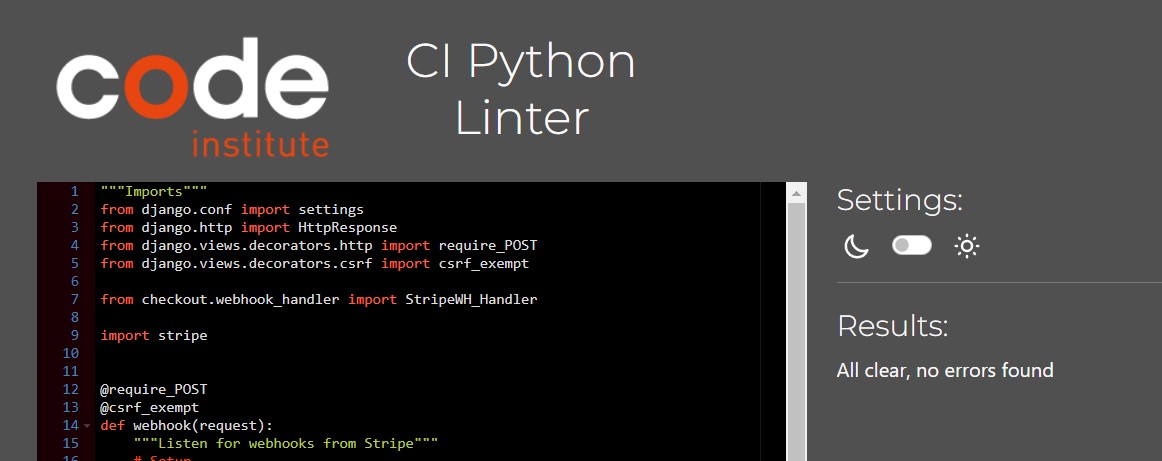 code
institute
CI Python
Linter
1 """Imports"""
2 from django.conf import settings
3 from django.http import HttpResponse
4 from django.views.decorators.http import require_POST
5 from django.views.decorators.csrf import csrf_exempt
6
7 from checkout.webhook_handler import StripeWH_Handler
8
9 import stripe
10
11
12 @require_POST
13 @csrf_exempt
14 def webhook(request):
15     """Listen for webhooks from Stripe"""
16     # Setup
Settings:
Results:
All clear, no errors found